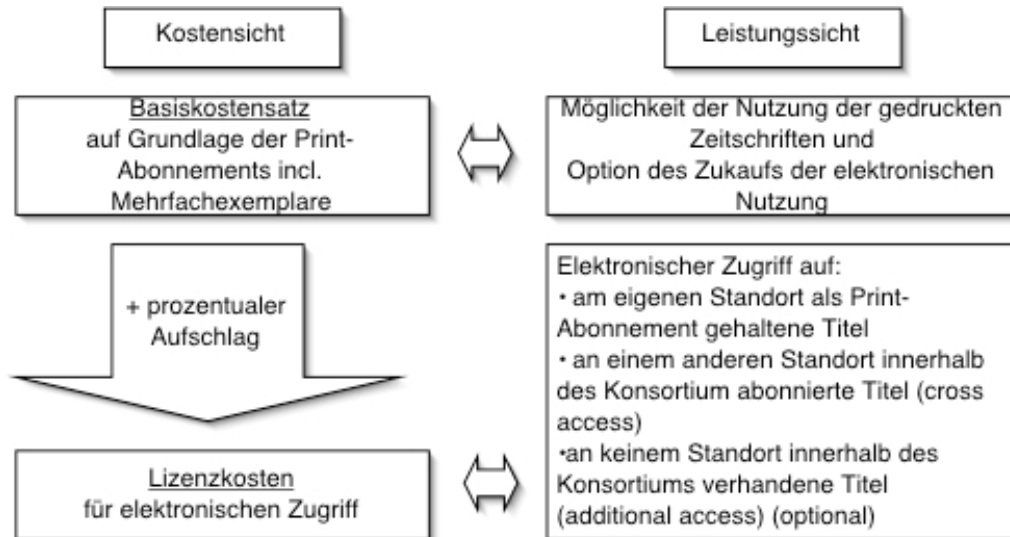 Kostensicht
Leistungssicht
Basiskostensatz
auf Grundlage der Print-
Abonnements incl.
Mehrfachexemplare
Möglichkeit der Nutzung der gedruckten
Zeitschriften und
Option des Zukaufs der elektronischen
Nutzung
+ prozentualer
Aufschlag
Elektronischer Zugriff auf:
• am eigenen Standort als Print-
Abonnement gehaltene Titel
• an einem anderen Standort innerhalb
des Konsortium abonnierte Titel (cross
access)
•an keinem Standort innerhalb des
Konsortiums verhandene Titel
(additional access) (optional)
Lizenzkosten
für elektronischen Zugriff